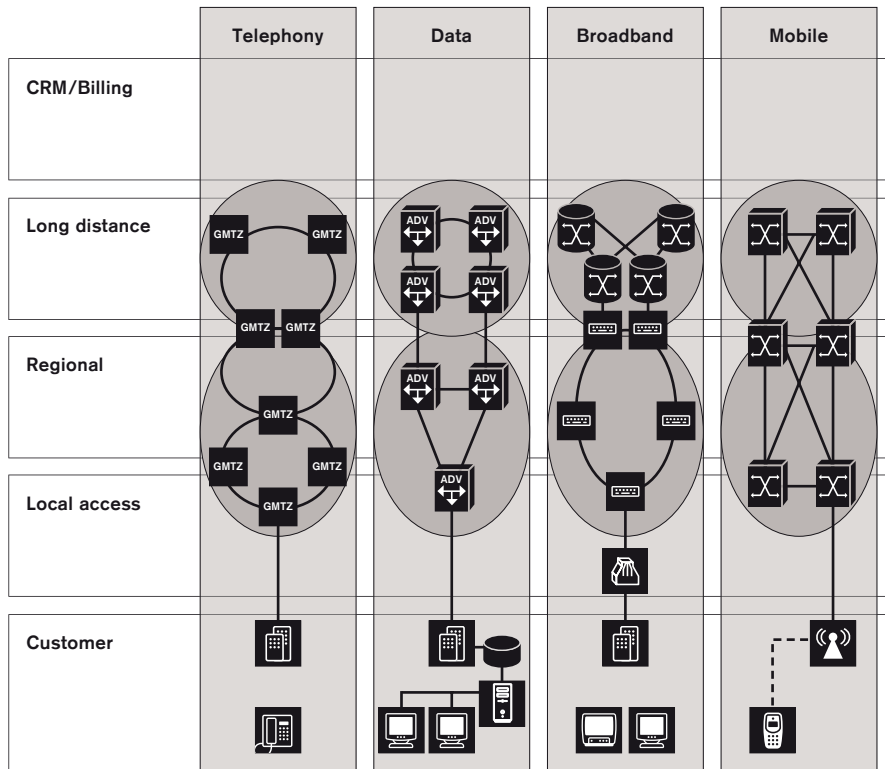 Telephony Data Broadband Mobile
CRM/Billing
Long distance
GMTZ GMTZ ADV ADV
ADV ADV
GMTZ GMTZ
Regional
ADV ADV
GMTZ
GMTZ GMTZ
ADV
Local access
GMTZ
Customer